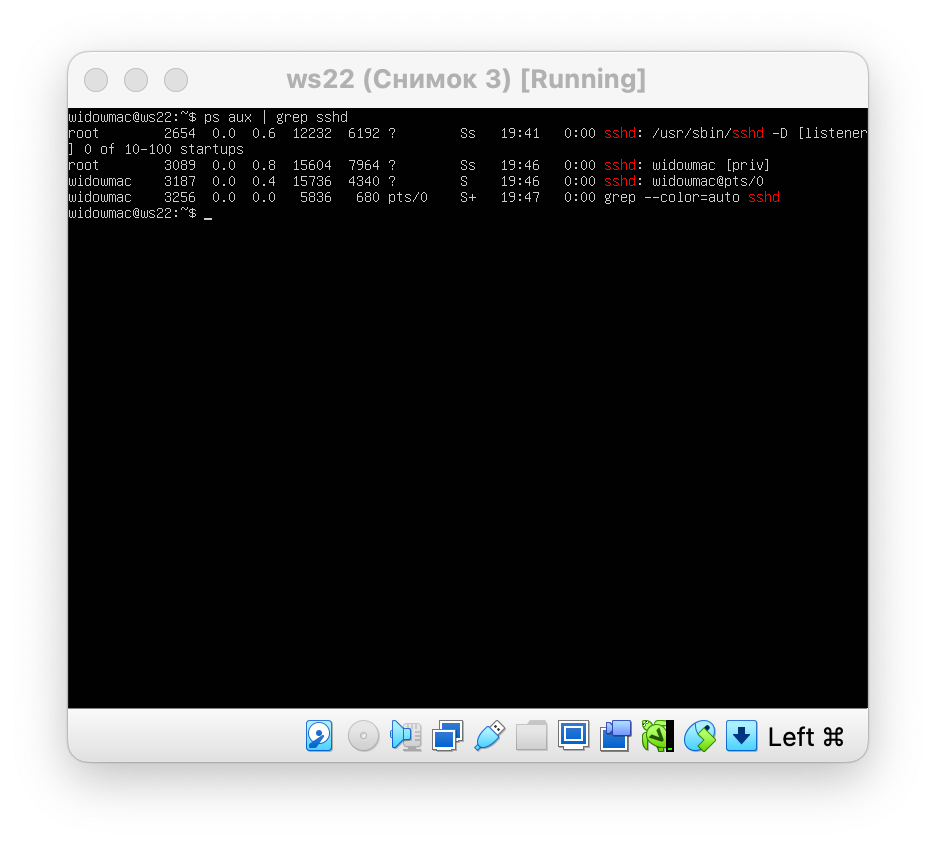 ws22 (Снимок 3) [Running]
widowmac@ws22:~$ ps aux | grep sshd
root        2654  0.0  0.6  12232  6192 ?        Ss   19:41   0:00 sshd: /usr/sbin/sshd -D [listener
] 0 of 10-100 startups
root        3089  0.0  0.8  15604  7964 ?        Ss   19:46   0:00 sshd: widowmac [priv]
widowmac    3187  0.0  0.4  15736  4340 ?        S    19:46   0:00 sshd: widowmac@pts/0
widowmac    3256  0.0  0.0   5836   680 pts/0    S+   19:47   0:00 grep --color=auto sshd
widowmac@ws22:~$ _
Left ⌘